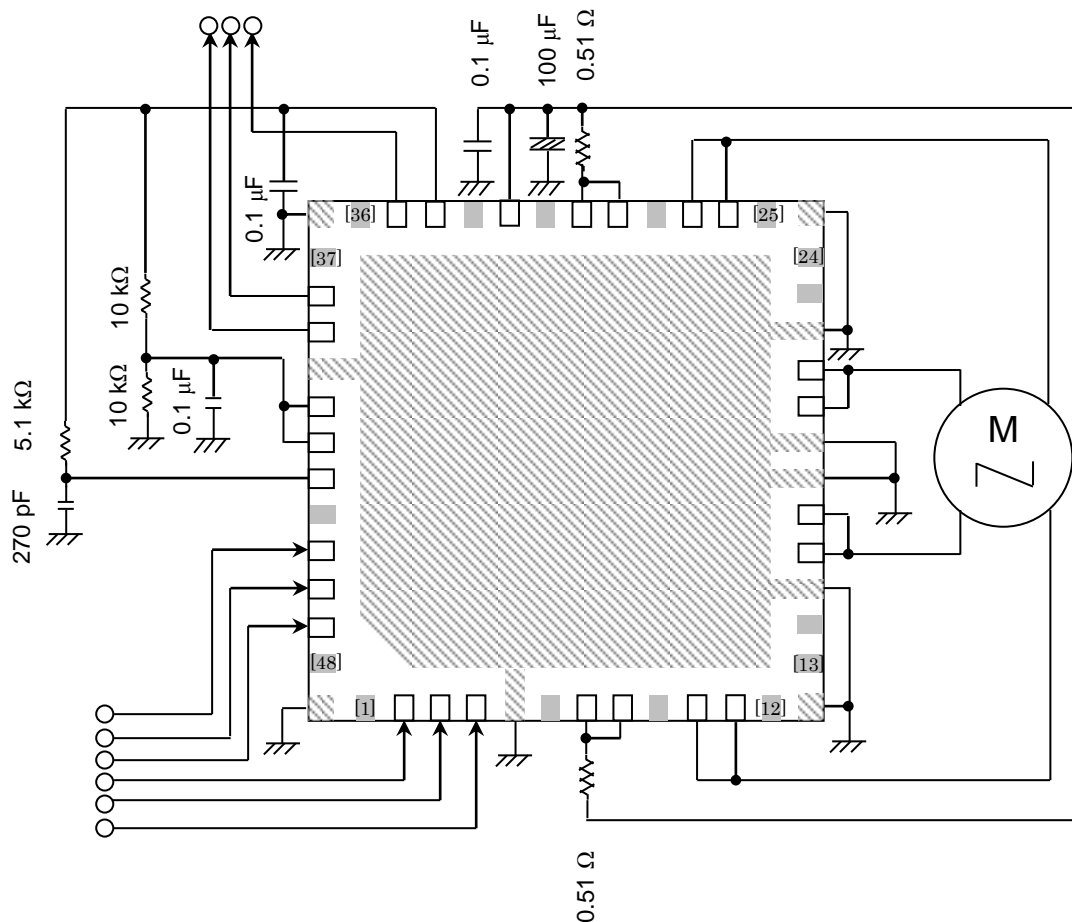 0.1 μF
100 μF
0.51 Ω
0.1 μF
[36]
[25]
[37]
[24]
10 kΩ
10 kΩ
0.1 μF
5.1 kΩ
270 pF
M
[48]
[13]
[1]
[12]
0.51 Ω